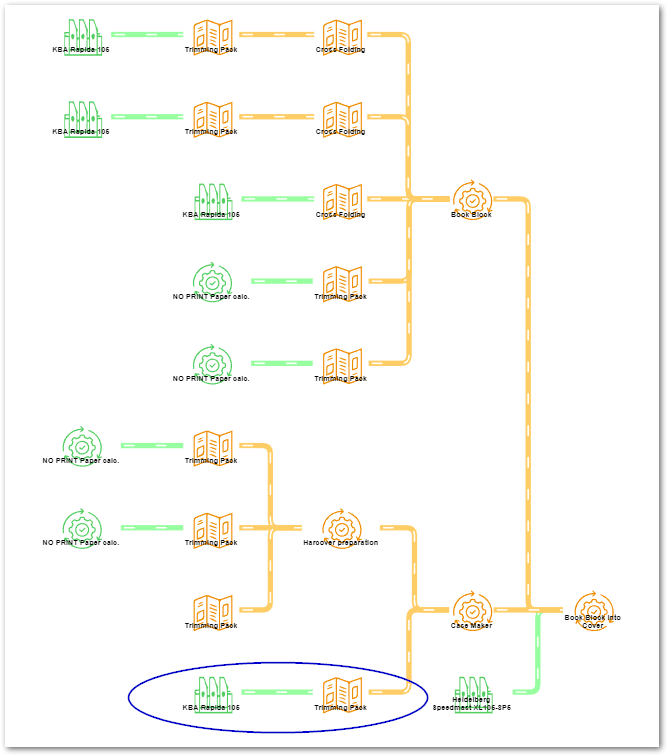 KBA Rapida 105 Trimming Pack Cross Folding
KBA Rapida 105 Trimming Pack Cross Folding
KBA Rapida 105 Cross Folding Book Block
NO PRINT Paper calc. Trimming Pack
NO PRINT Paper calc. Trimming Pack
NO PRINT Paper calc. Trimming Pack
NO PRINT Paper calc. Trimming Pack Harcover preparation
Trimming Pack Case Maker Book Block Into
Cover
KBA Rapida 105 Trimming Pack Heidelberg
Speedmast XL105-8P5